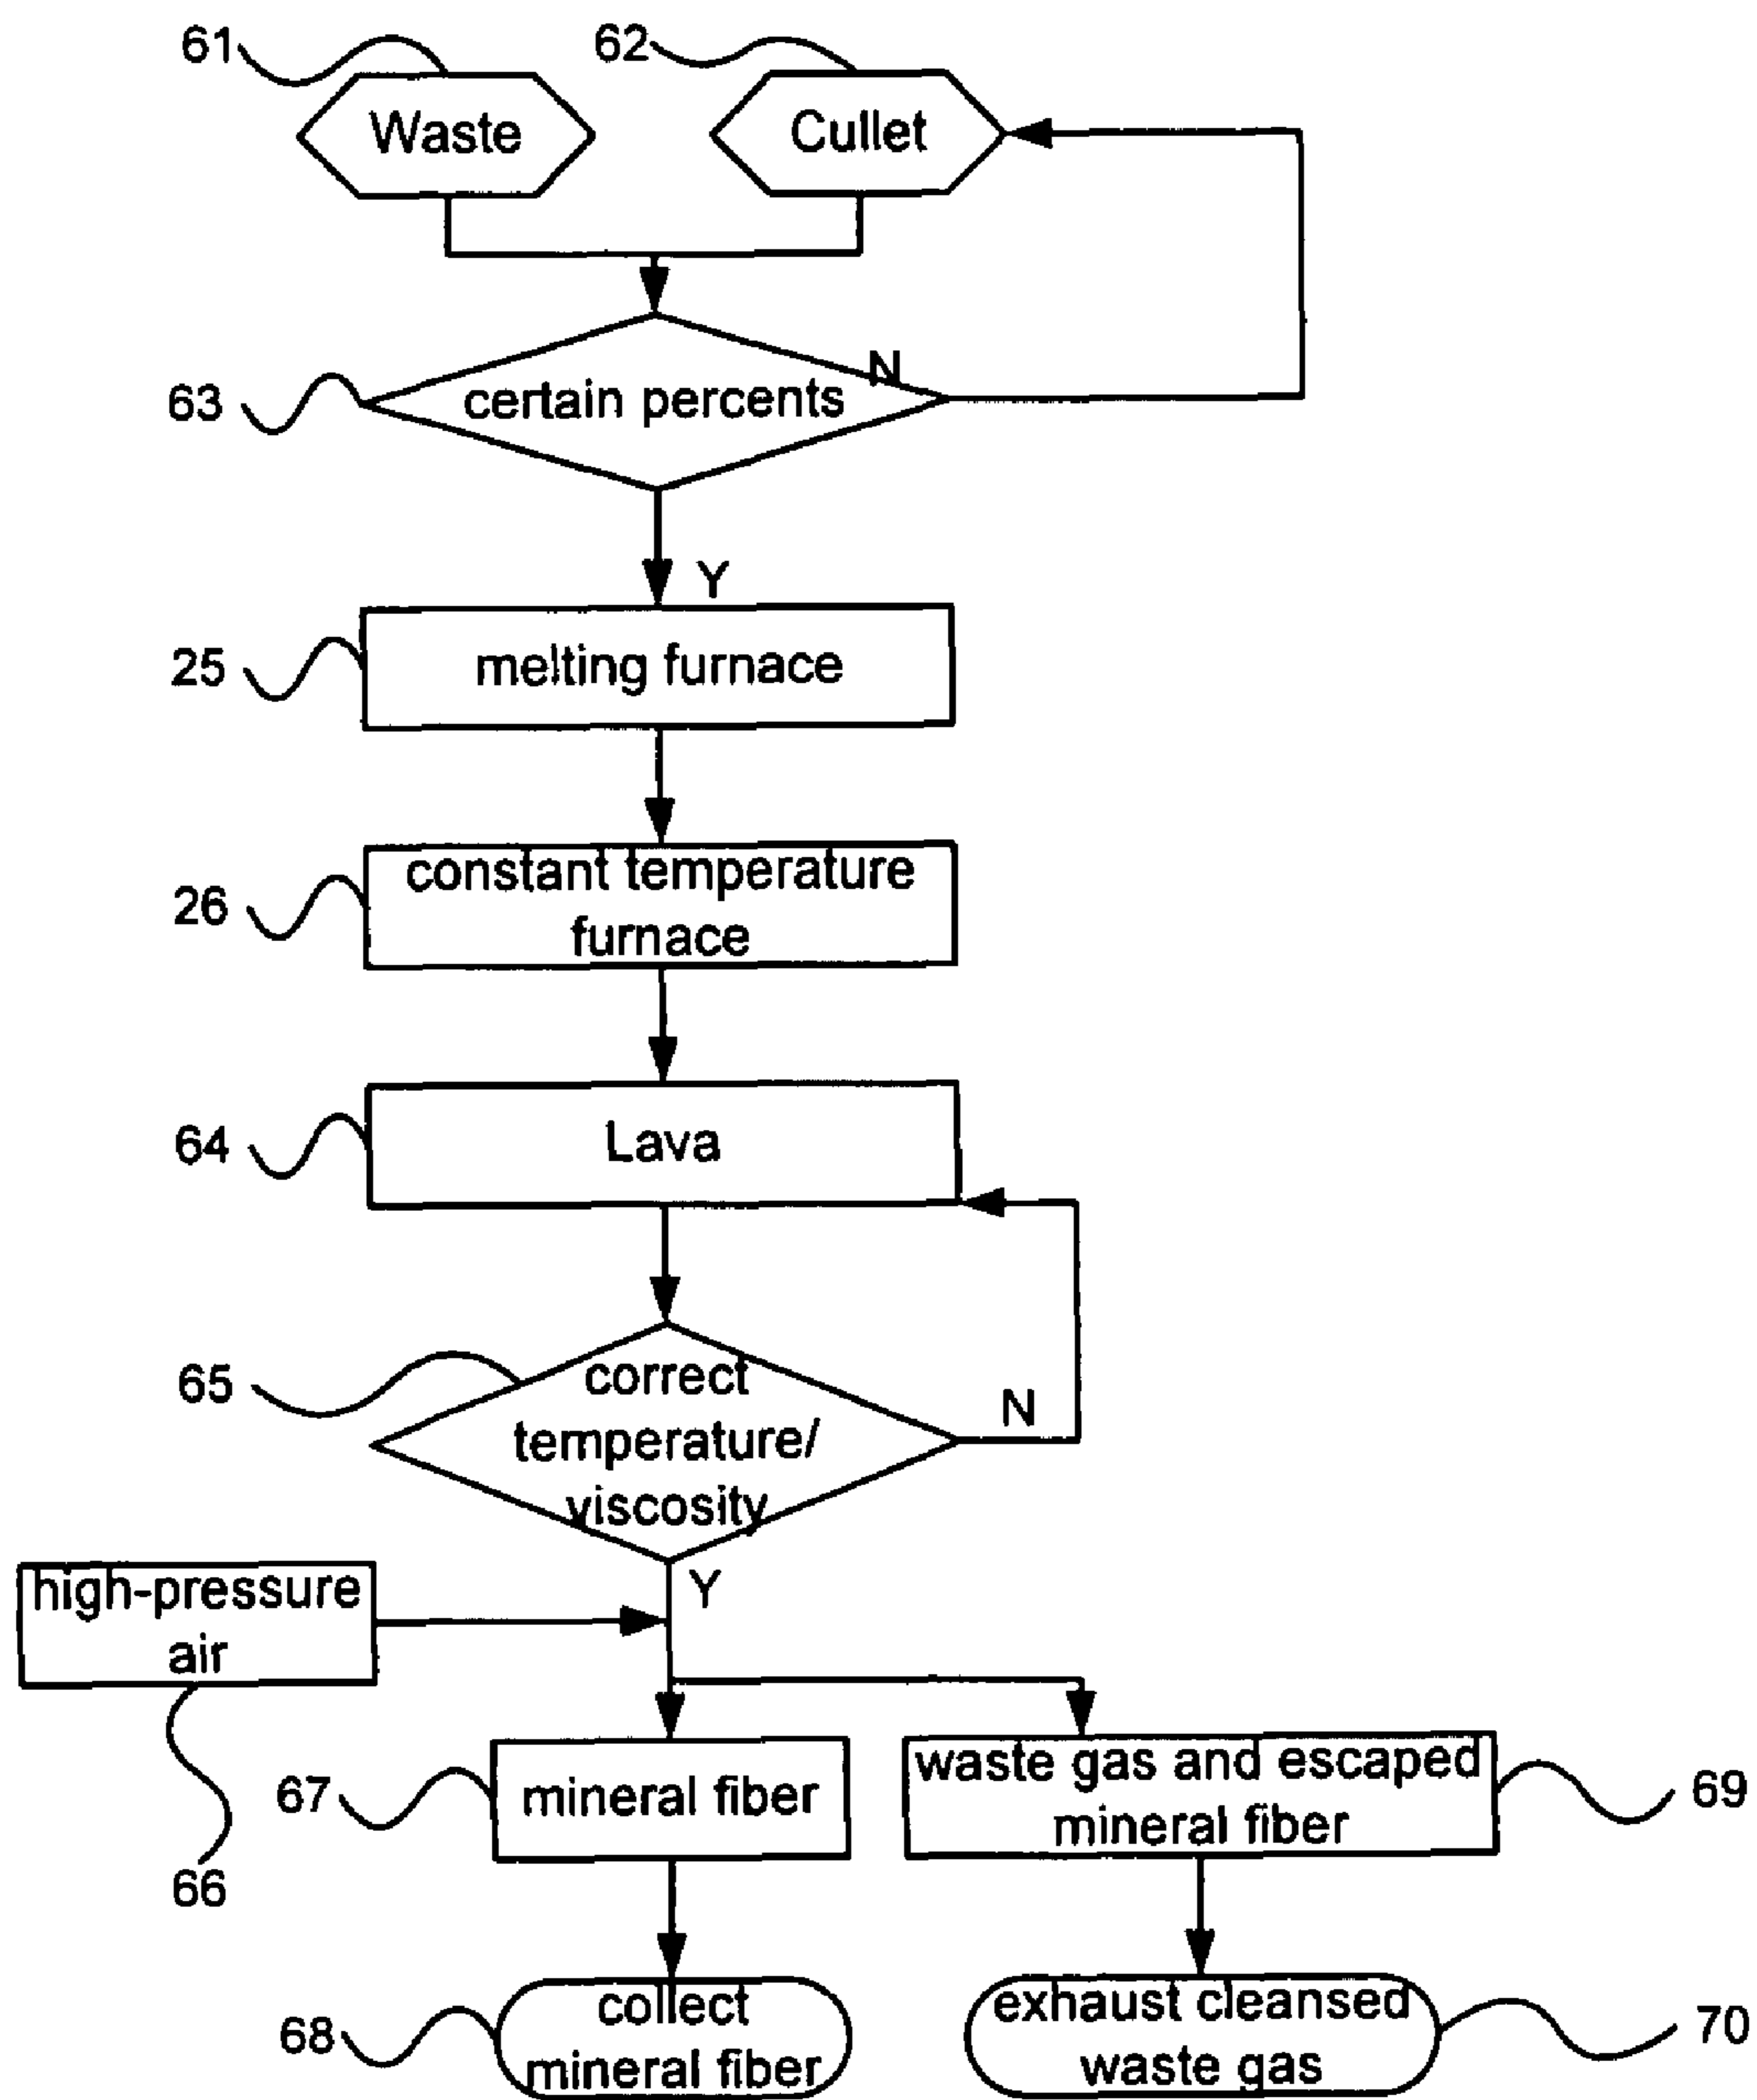 61
62
Waste
Cullet
63
certain percents
N
Y
25
melting furnace
26
constant temperature
furnace
64
Lava
65
correct
temperature/
viscosity
N
Y
high-pressure
air
66
67
mineral fiber
waste gas and escaped
mineral fiber
69
68
collect
mineral fiber
exhaust cleansed
waste gas
70